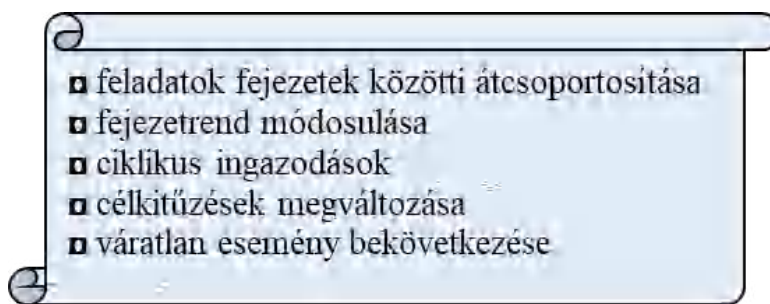 feladatok fejezetek közötti átcsoportosítása
fejezetrend módosulása
ciklikus ingazodások
célkitűzések megváltozása
váratlan esemény bekövetkezése